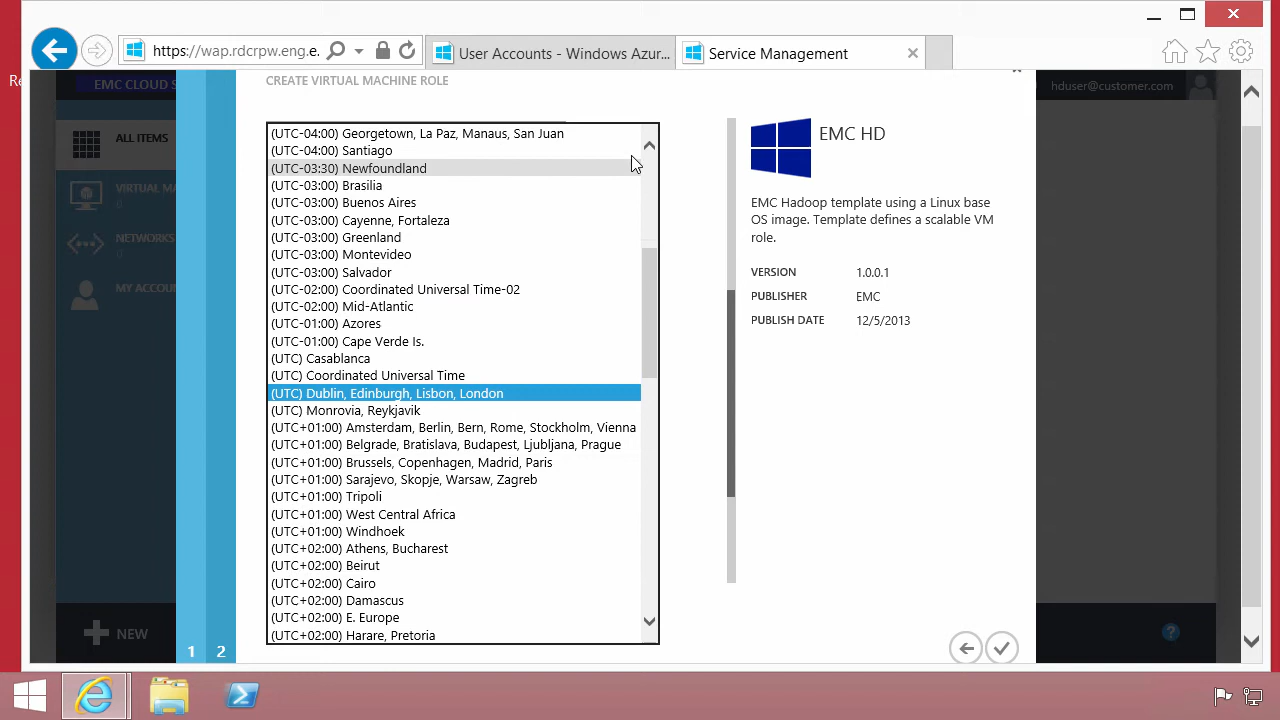 https://wap.rdcrpw.eng.e.
User Accounts - Windows Azur...
Service Management
Re
EMC CLOUD S
CREATE VIRTUAL MACHINE ROLE
hduser@customer.com
ALL ITEMS
VIRTUAL M
0
NETWORKS
0
MY ACCOU
(UTC-04:00) Georgetown, La Paz, Manaus, San Juan
(UTC-04:00) Santiago
(UTC-03:30) Newfoundland
(UTC-03:00) Brasilia
(UTC-03:00) Buenos Aires
(UTC-03:00) Cayenne, Fortaleza
(UTC-03:00) Greenland
(UTC-03:00) Montevideo
(UTC-03:00) Salvador
(UTC-02:00) Coordinated Universal Time-02
(UTC-02:00) Mid-Atlantic
(UTC-01:00) Azores
(UTC-01:00) Cape Verde Is.
(UTC) Casablanca
(UTC) Coordinated Universal Time
(UTC) Dublin, Edinburgh, Lisbon, London
(UTC) Monrovia, Reykjavik
(UTC+01:00) Amsterdam, Berlin, Bern, Rome, Stockholm, Vienna
(UTC+01:00) Belgrade, Bratislava, Budapest, Ljubljana, Prague
(UTC+01:00) Brussels, Copenhagen, Madrid, Paris
(UTC+01:00) Sarajevo, Skopje, Warsaw, Zagreb
(UTC+01:00) Tripoli
(UTC+01:00) West Central Africa
(UTC+01:00) Windhoek
(UTC+02:00) Athens, Bucharest
(UTC+02:00) Beirut
(UTC+02:00) Cairo
(UTC+02:00) Damascus
(UTC+02:00) E. Europe
(UTC+02:00) Harare, Pretoria
EMC HD
EMC Hadoop template using a Linux base
OS image. Template defines a scalable VM
role.
VERSION 1.0.0.1
PUBLISHER EMC
PUBLISH DATE 12/5/2013
NEW
1 2
?